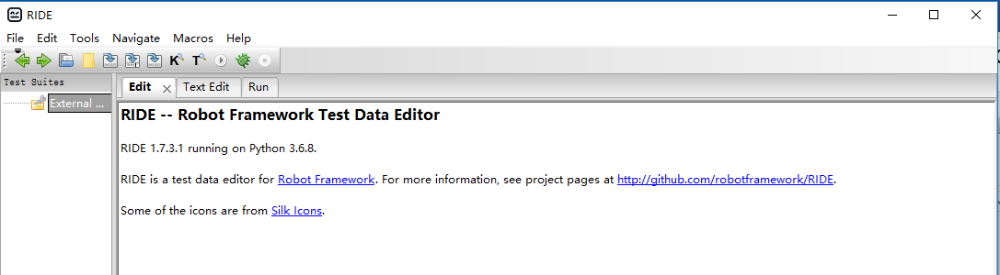 RIDE
File Edit Tools Navigate Macros Help
K T
Test Suites
Edit Text Edit Run
External ...
RIDE -- Robot Framework Test Data Editor
RIDE 1.7.3.1 running on Python 3.6.8.
RIDE is a test data editor for Robot Framework. For more information, see project pages at http://github.com/robotframework/RIDE.
Some of the icons are from Silk Icons.